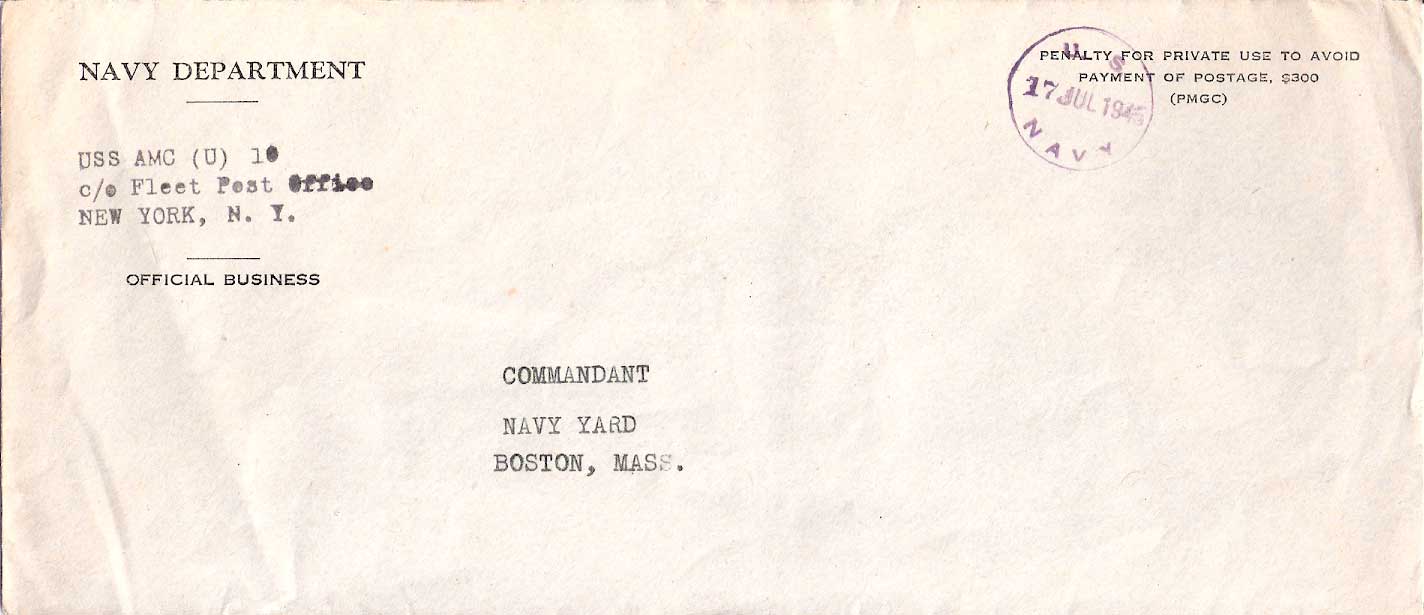 NAVY DEPARTMENT
USS AMC (U) 10
c/o Fleet Post Office
NEW YORK, N. Y.
OFFICIAL BUSINESS
U S
17 JUL 1945
NAVY
PENALTY FOR PRIVATE USE TO AVOID
PAYMENT OF POSTAGE, $300
(PMGC)
COMMANDANT
NAVY YARD
BOSTON, MASS.